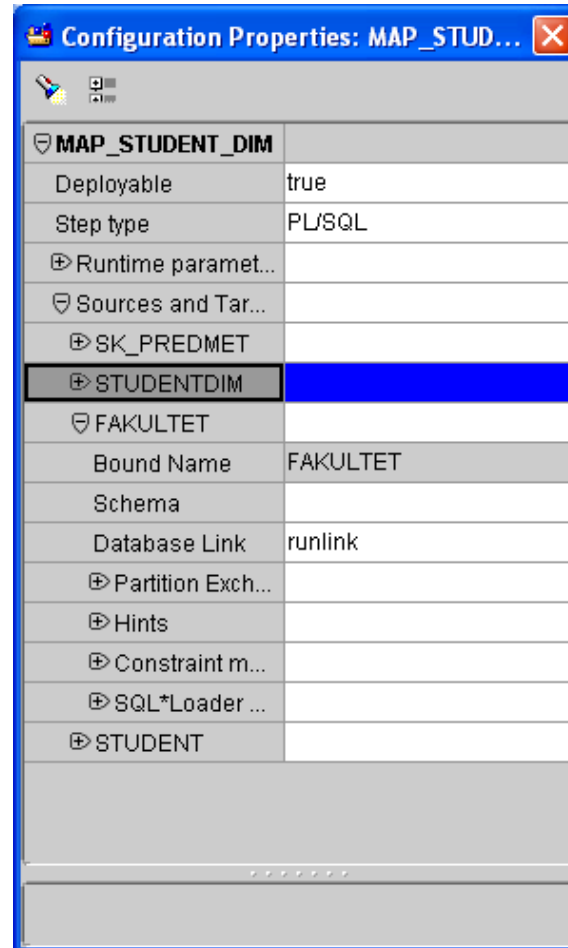 Configuration Properties: MAP_STUD...
MAP_STUDENT_DIM
Deployable true
Step type PL/SQL
Runtime paramet...
Sources and Tar...
SK_PREDMET
STUDENTDIM
FAKULTET
Bound Name FAKULTET
Schema
Database Link runlink
Partition Exch...
Hints
Constraint m...
SQL*Loader ...
STUDENT